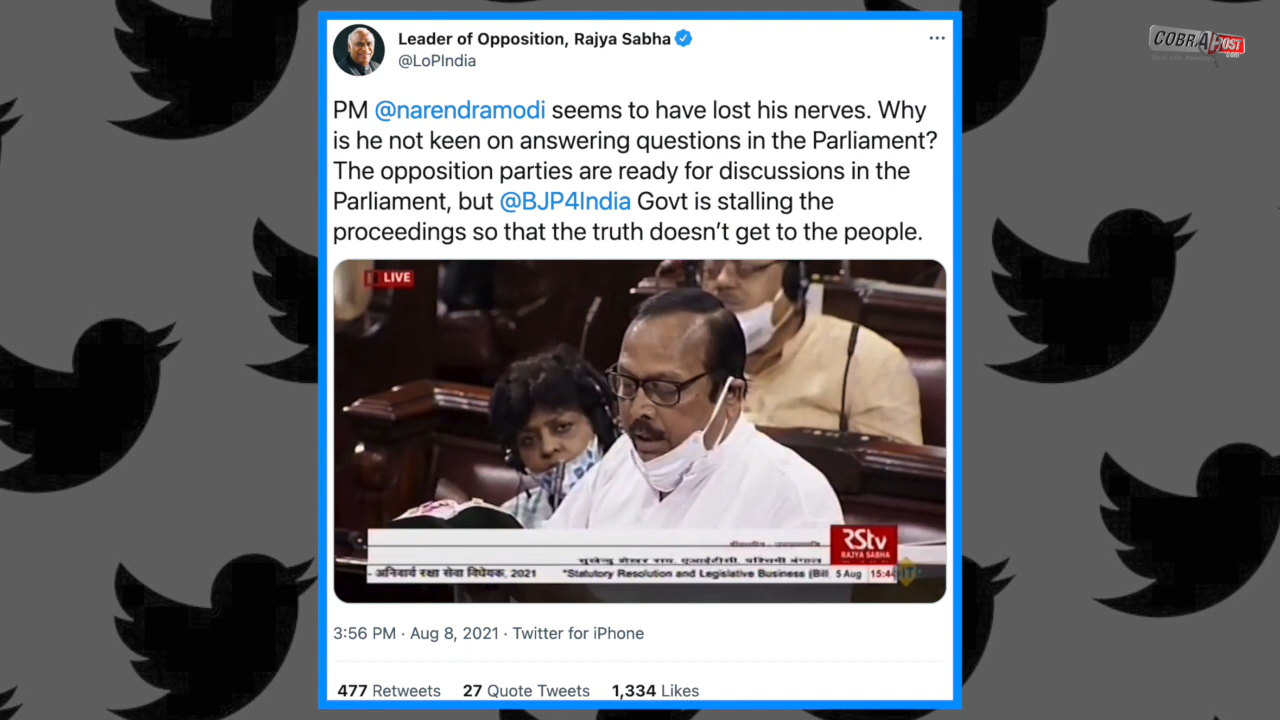 COBRAPOST
.com
Leader of Opposition, Rajya Sabha
@LoPIndia
PM @narendramodi seems to have lost his nerves. Why
is he not keen on answering questions in the Parliament?
The opposition parties are ready for discussions in the
Parliament, but @BJP4India Govt is stalling the
proceedings so that the truth doesn’t get to the people.
LIVE
RStv
RAJYA SABHA
सुखेन्दु शेखर राय, एआईटीसी, पश्चिमी बंगाल
- अनिवार्य रक्षा सेवा विधेयक, 2021 "Statutory Resolution and Legislative Business (Bill 5 Aug 15:44
3:56 PM · Aug 8, 2021 · Twitter for iPhone
477 Retweets 27 Quote Tweets 1,334 Likes